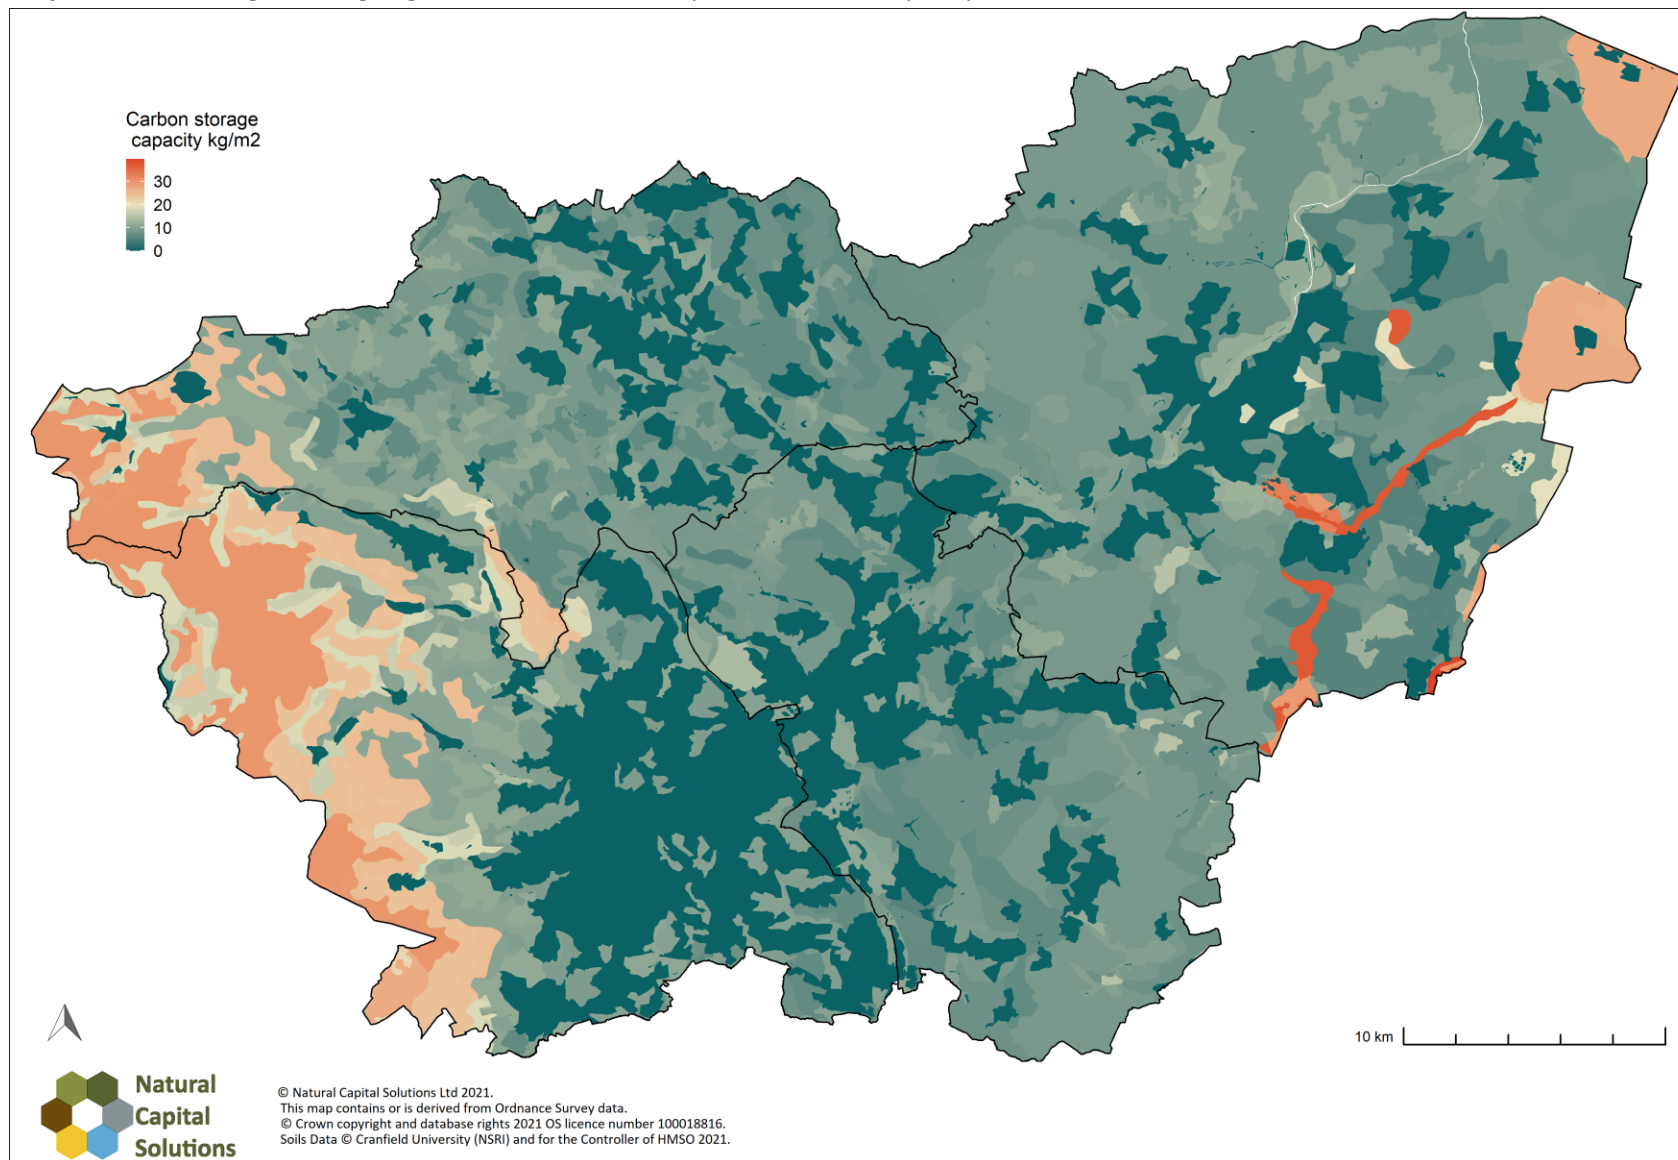 Carbon storage
capacity kg/m2
30
20
10
0
10 km
Natural
Capital
Solutions
© Natural Capital Solutions Ltd 2021.
This map contains or is derived from Ordnance Survey data.
© Crown copyright and database rights 2021 OS licence number 100018816.
Soils Data © Cranfield University (NSRI) and for the Controller of HMSO 2021.